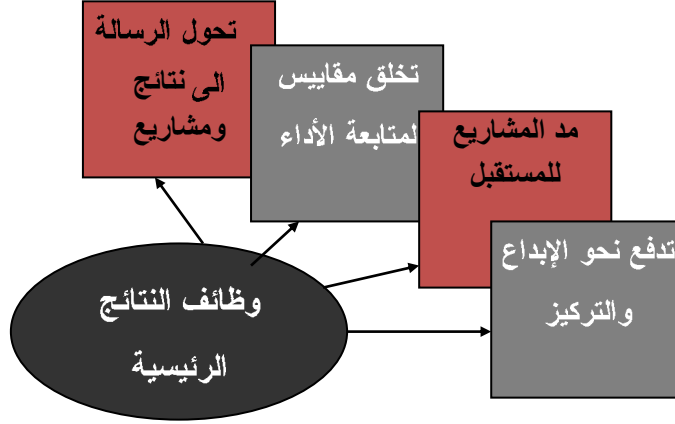 تحول الرسالة
الى نتائج
ومشاريع
تخلق مقاييس
لمتابعة الأداء
مد المشاريع
للمستقبل
تدفع نحو الإبداع
والتركيز
وظائف النتائج
الرئيسية